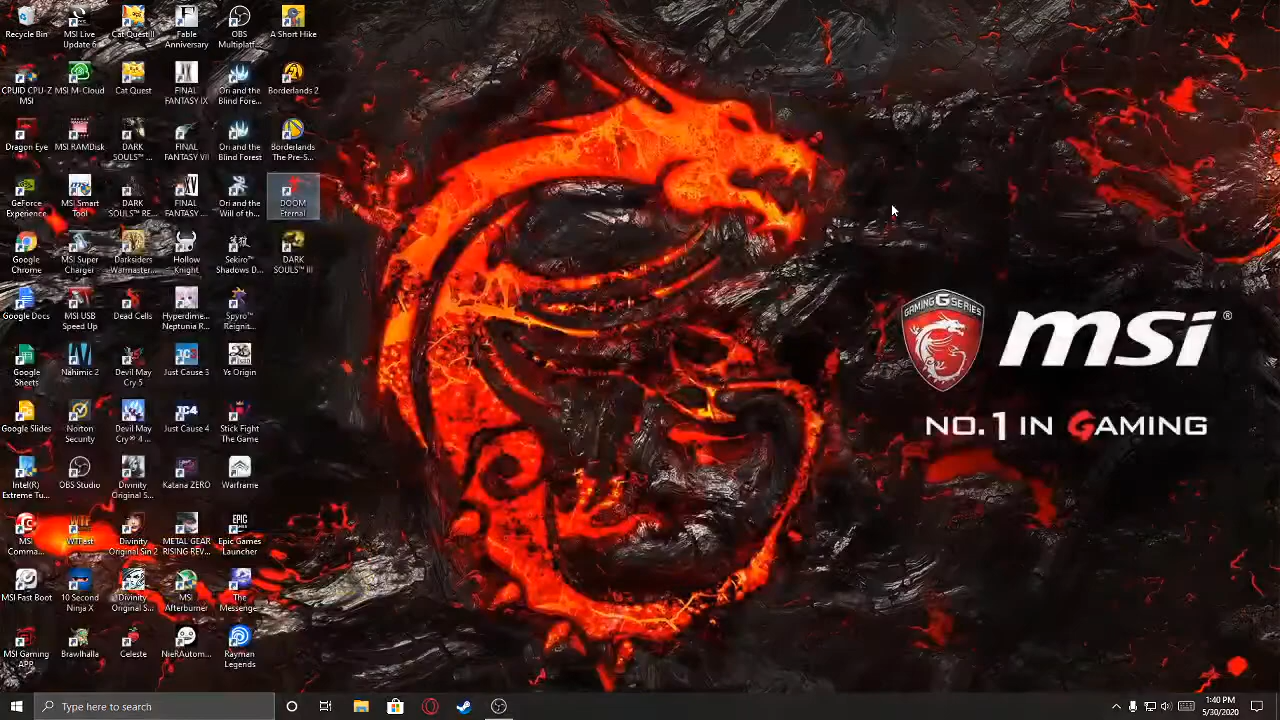 Recycle Bin
MSI Live
Update 6
Cat Quest II
Fable
Anniversary
OBS
Multiplatf...
A Short Hike
CPUID CPU-Z
MSI
MSI M-Cloud
Cat Quest
FINAL
FANTASY IX
Ori and the
Blind Fore...
Borderlands 2
Dragon Eye
MSI RAMDisk
DARK
SOULS™ ...
FINAL
FANTASY VII
Ori and the
Blind Forest
Borderlands
The Pre-S...
GeForce
Experience
MSI Smart
Tool
DARK
SOULS™ RE...
XV
FINAL
FANTASY ...
Ori and the
Will of th...
DOOM
Eternal
Google
Chrome
MSI Super
Charger
Darksiders
Warmaster...
Hollow
Knight
Sekiro™
Shadows D...
DARK
SOULS™ III
Google Docs
MSI USB
Speed Up
Dead Cells
Hyperdime...
Neptunia R...
Spyro™
Reignit...
Google
Sheets
Nahimic 2
Devil May
Cry 5
JC3
Just Cause 3
Ys Origin
Google Slides
Norton
Security
Devil May
Cry® 4 ...
JC4
Just Cause 4
Stick Fight
The Game
Intel(R)
Extreme Tu...
OBS Studio
Divinity
Original S...
Katana ZERO
Warframe
MSI
Comma...
WTFast
Divinity
Original Sin 2
METAL GEAR
RISING REV...
EPIC
Epic Games
Launcher
MSI Fast Boot
10 Second
Ninja X
Divinity
Original S...
MSI
Afterburner
The
Messenge...
MSI Gaming
APP
Brawlhalla
Celeste
NieRAutom...
Rayman
Legends
GAMING G SERIES
msi®
NO.1 IN GAMING
Type here to search
1:40 PM
5/30/2020